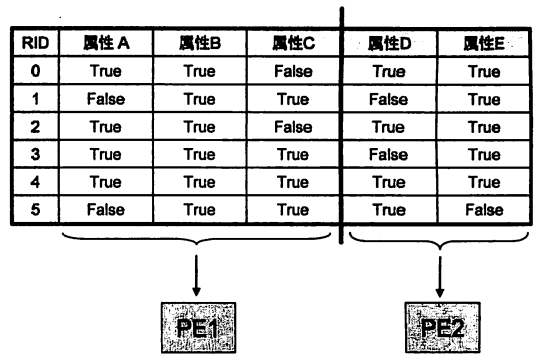 RID 属性 A 属性B 属性C 属性D 属性E
0 True True False True True
1 False True True False True
2 True True False True True
3 True True True False True
4 True True True True True
5 False True True True False
PE1 PE2